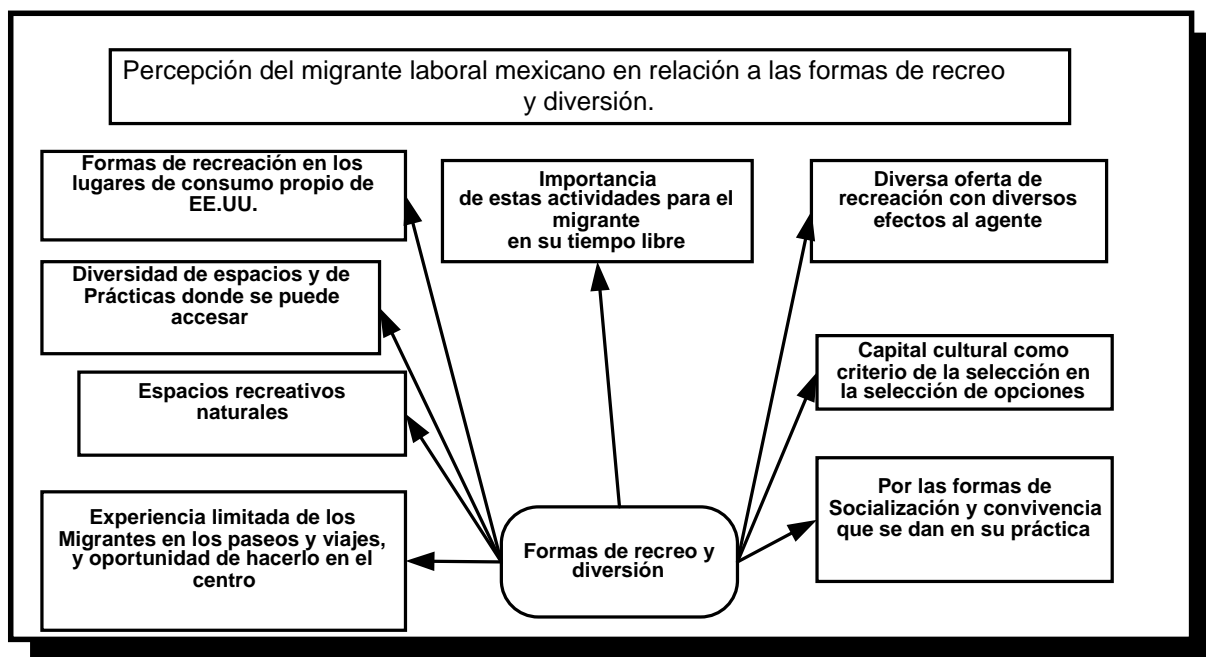 Percepción del migrante laboral mexicano en relación a las formas de recreo
y diversión.
Formas de recreación en los
lugares de consumo propio de
EE.UU.
Importancia
de estas actividades para el
migrante
en su tiempo libre
Diversa oferta de
recreación con diversos
efectos al agente
Diversidad de espacios y de
Prácticas donde se puede
accesar
Capital cultural como
criterio de la selección en
la selección de opciones
Espacios recreativos
naturales
Por las formas de
Socialización y convivencia
que se dan en su práctica
Experiencia limitada de los
Migrantes en los paseos y viajes,
y oportunidad de hacerlo en el
centro
Formas de recreo y
diversión